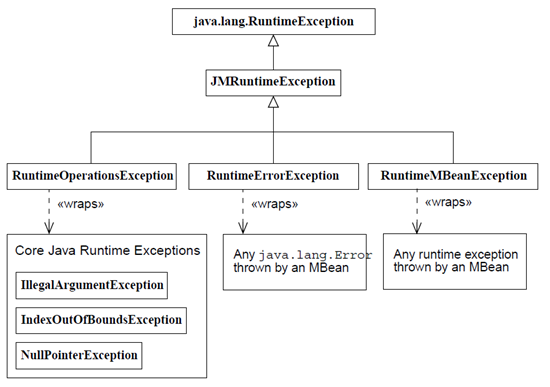 java.lang.RuntimeException
JMRuntimeException
RuntimeOperationsException
RuntimeErrorException
RuntimeMBeanException
«wraps»
«wraps»
«wraps»
Core Java Runtime Exceptions
IllegalArgumentException
IndexOutOfBoundsException
NullPointerException
Any java.lang.Error
thrown by an MBean
Any runtime exception
thrown by an MBean